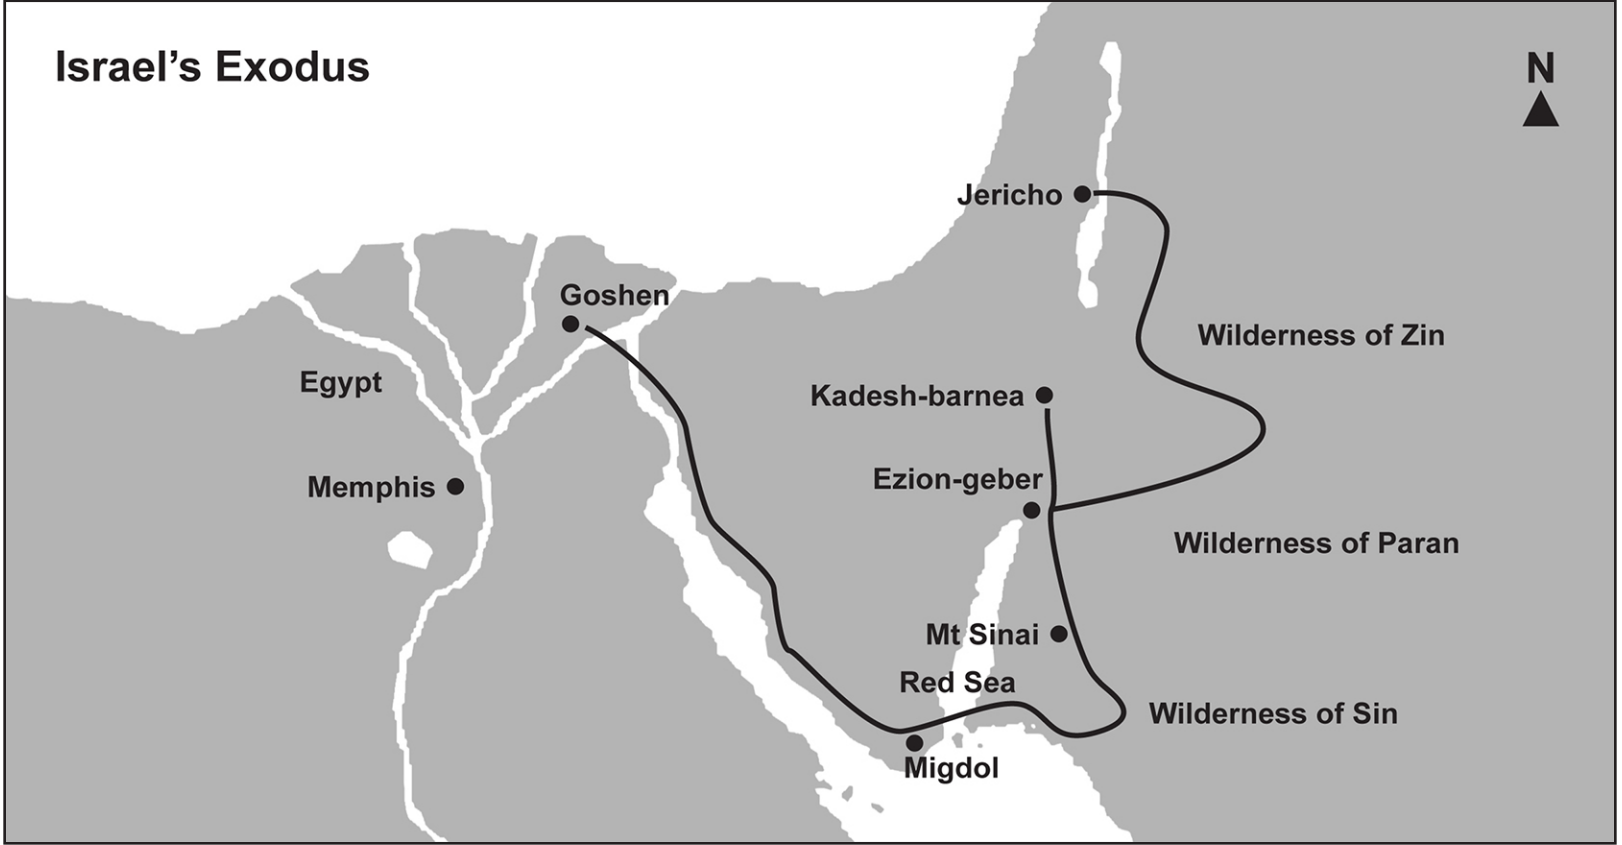 Israel’s Exodus
N
Jericho
Goshen
Wilderness of Zin
Egypt
Kadesh-barnea
Ezion-geber
Memphis
Wilderness of Paran
Mt Sinai
Red Sea
Wilderness of Sin
Migdol